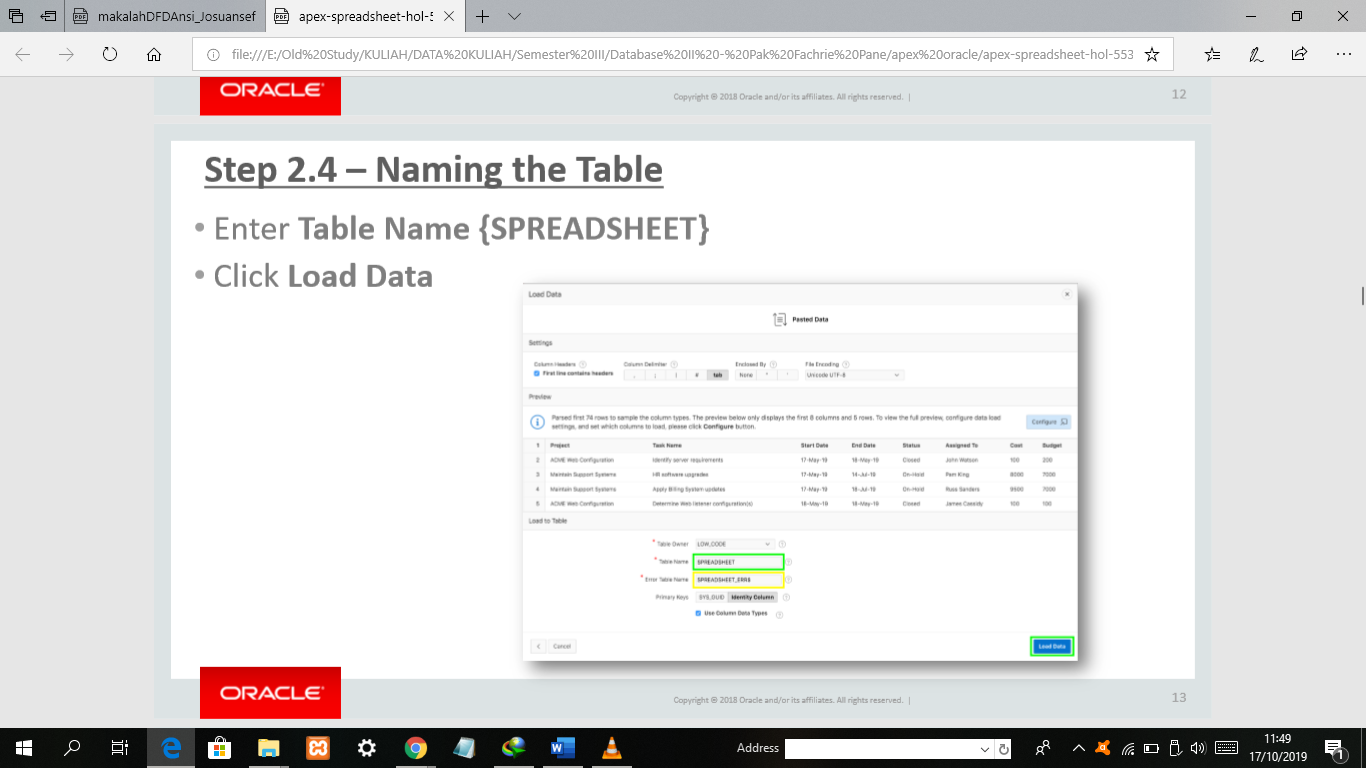 makalahDAnJosuanof
apex-spreadsheet-h
file:///E:/Old%20Study/KULIAH/DATA%20KULIAH/Semester%20III/Database%20II%20-%20Pak%20Fachrie%20Pane/apex%20oracle/apex-spreadsheet-hol-553
ORACLE
Copyright © 2018 Oracle and/or its affiliates. All rights reserved. |
12
Step 2.4 – Naming the Table
• Enter Table Name {SPREADSHEET}
• Click Load Data
Load Data
Pasted Data
Settings
Column Headers
Column Delimiter
Enclosed By
File Encoding
First line contains headers
, ; | # tab
None " '
Unicode UTF-8
Preview
Parsed first 74 rows to sample the column types. The preview below only displays the first 8 columns and 5 rows. To view the full preview, configure data load
settings, and set which columns to load, please click Configure button.
Configure
1 Project Task Name Start Date End Date Status Assigned To Cost Budget
2 ACME Web Configuration Identify server requirements 17-May-19 18-May-19 Closed John Watson 100 200
3 Maintain Support Systems HR software upgrades 17-May-19 14-Jul-19 On-Hold Pam King 8000 7000
4 Maintain Support Systems Apply Billing System updates 17-May-19 18-Jul-19 On-Hold Russ Sanders 9500 7000
5 ACME Web Configuration Determine Web listener configuration(s) 18-May-19 18-May-19 Closed James Cassidy 100 100
Load to Table
* Table Owner LOW_CODE
* Table Name SPREADSHEET
* Error Table Name SPREADSHEET_ERR$
Primary Keys SYS_GUID Identity Column
Use Column Data Types
Cancel
Load Data
ORACLE
Copyright © 2018 Oracle and/or its affiliates. All rights reserved. |
13
Address
11:49
17/10/2019
1